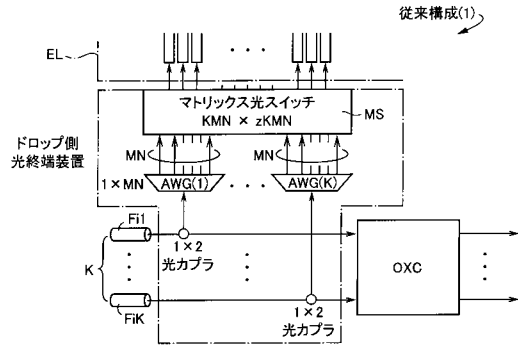 従来構成(1)
EL
マトリックス光スイッチ
KMN × zKMN
MS
ドロップ側
光終端装置
MN
MN
1×MN
AWG(1)
AWG(K)
Fi1
1×2
光カプラ
K
OXC
FiK
1×2
光カプラ